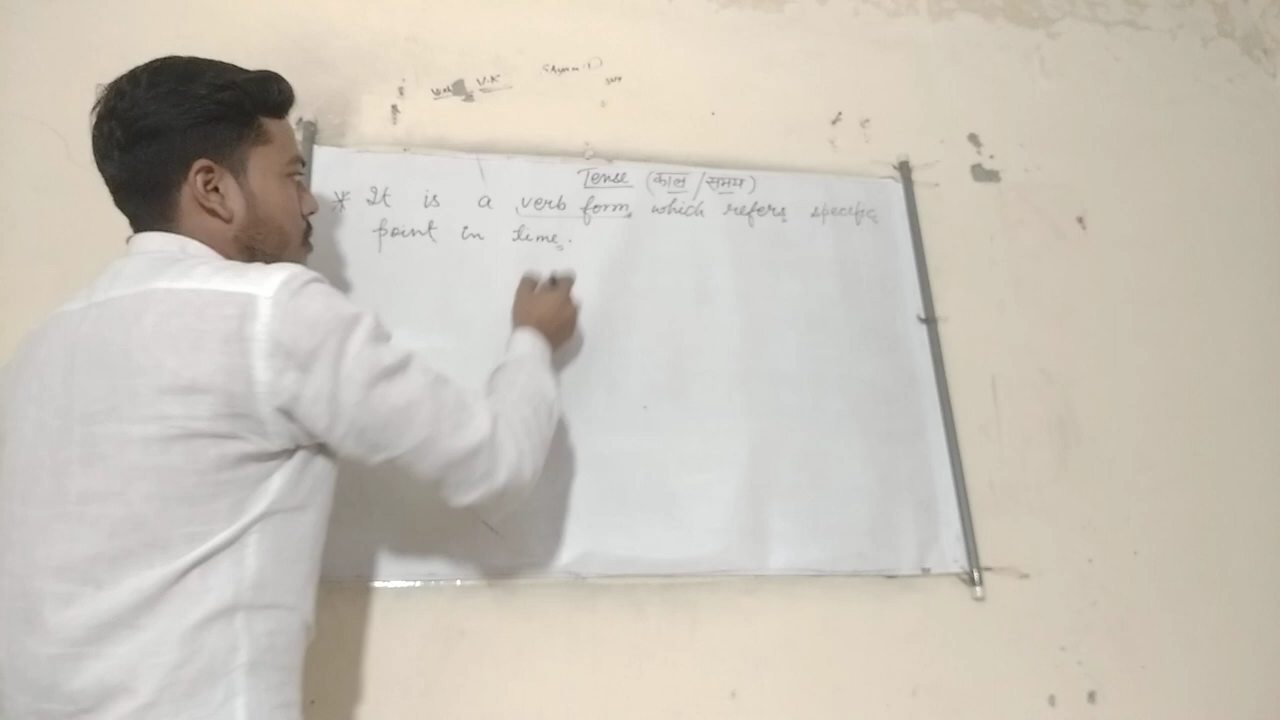 Tense (काल / समय)
* It is a verb form, which refers specific
point in time.